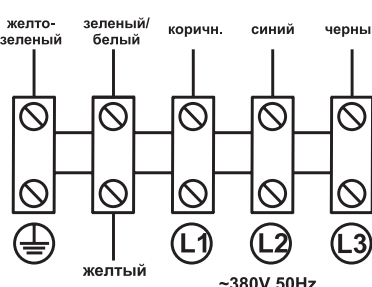 желто-
зеленый
зеленый/
белый
коричн.
синий
черны
желтый
L1
L2
L3
~380V 50Hz